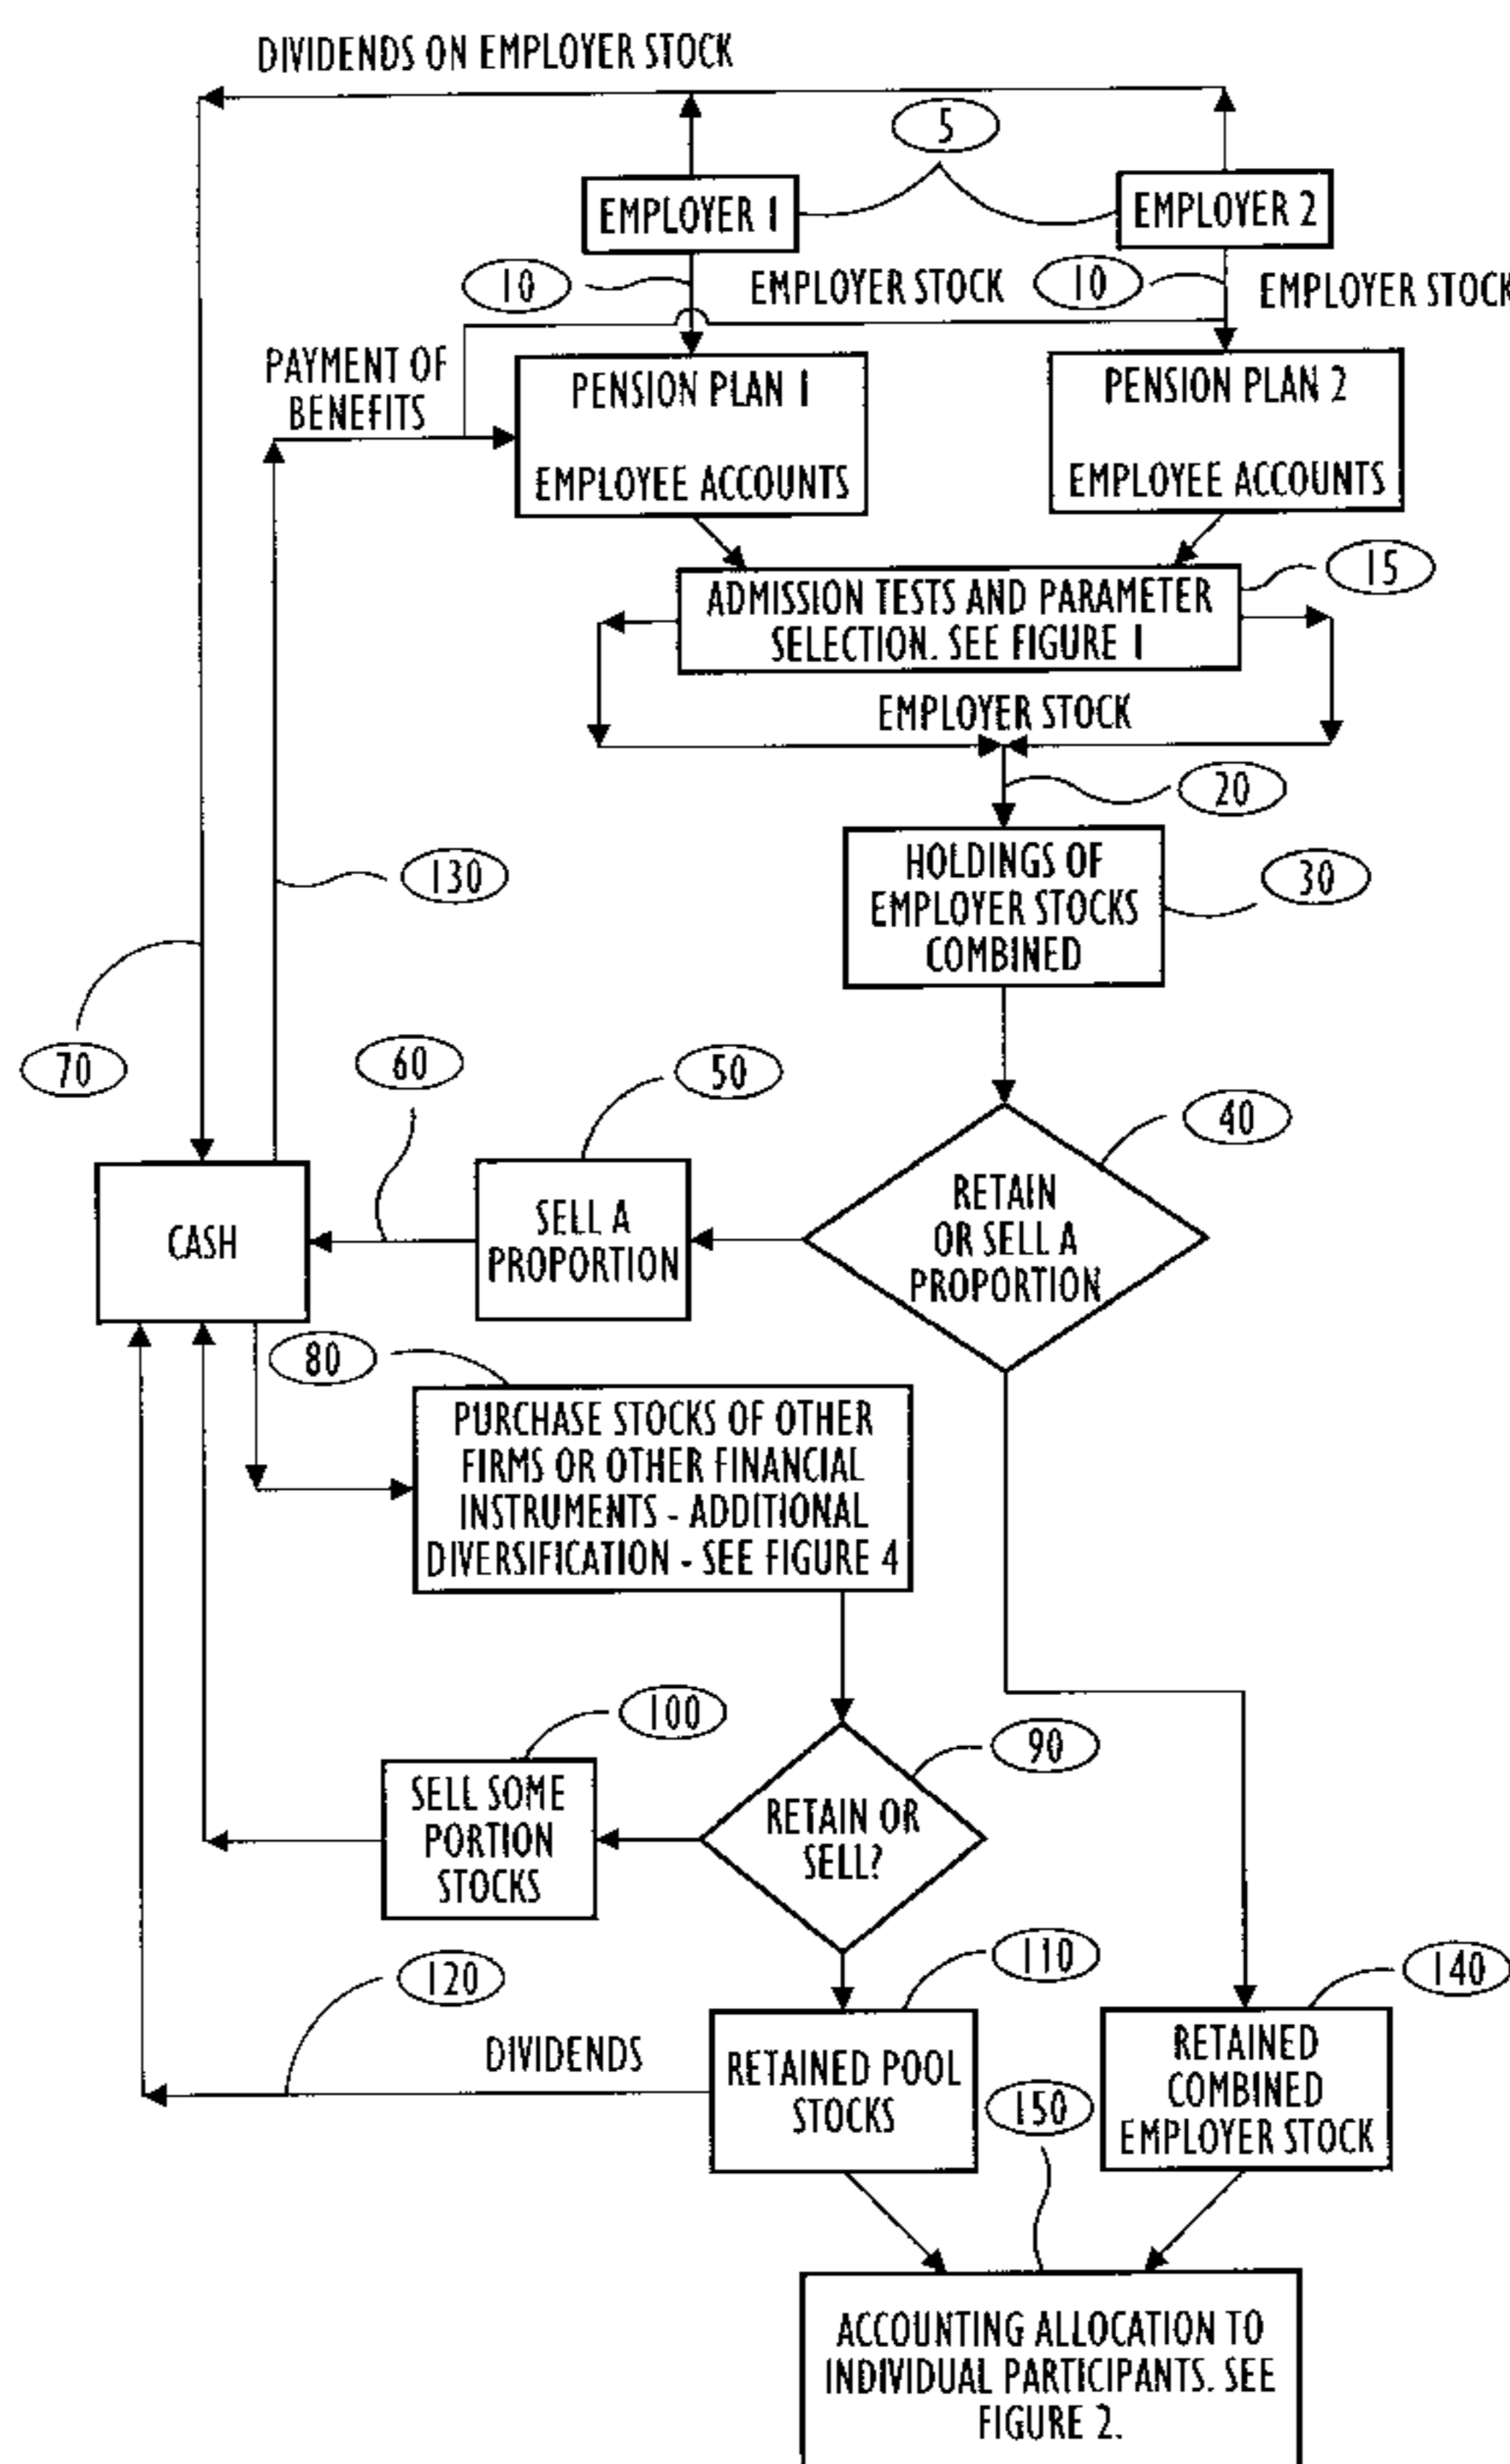 DIVIDENDS ON EMPLOYER STOCK
5
EMPLOYER 1
EMPLOYER 2
10
EMPLOYER STOCK
10
EMPLOYER STOCK
PAYMENT OF
BENEFITS
PENSION PLAN 1
EMPLOYEE ACCOUNTS
PENSION PLAN 2
EMPLOYEE ACCOUNTS
15
ADMISSION TESTS AND PARAMETER
SELECTION. SEE FIGURE 1
EMPLOYER STOCK
20
130
HOLDINGS OF
EMPLOYER STOCKS
COMBINED
30
70
60
50
40
CASH
SELL A
PROPORTION
RETAIN
OR SELL A
PROPORTION
80
PURCHASE STOCKS OF OTHER
FIRMS OR OTHER FINANCIAL
INSTRUMENTS - ADDITIONAL
DIVERSIFICATION - SEE FIGURE 4
100
90
SELL SOME
PORTION
STOCKS
RETAIN OR
SELL?
120
110
140
DIVIDENDS
RETAINED POOL
STOCKS
150
RETAINED
COMBINED
EMPLOYER STOCK
ACCOUNTING ALLOCATION TO
INDIVIDUAL PARTICIPANTS. SEE
FIGURE 2.